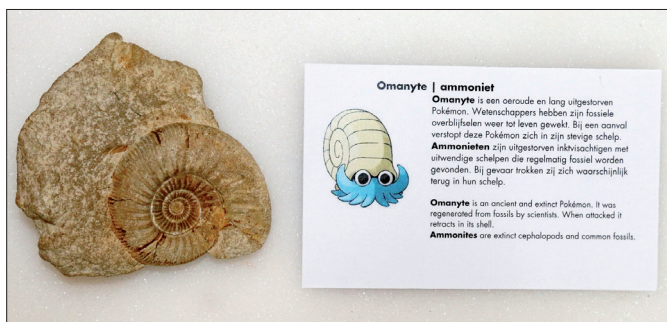 Omanyte | ammoniet
Omanyte is een oeroude en lang uitgestorven
Pokémon. Wetenschappers hebben zijn fossiele
overblijfselen weer tot leven gewekt. Bij een aanval
verstopt deze Pokémon zich in zijn stevige schelp.
Ammonieten zijn uitgestorven inktvisachtigen met
uitwendige schelpen die regelmatig fossiel worden
gevonden. Bij gevaar trokken zij zich waarschijnlijk
terug in hun schelp.
Omanyte is an ancient and extinct Pokémon. It was
regenerated from fossils by scientists. When attacked it
retracts in its shell.
Ammonites are extinct cephalopods and common fossils.